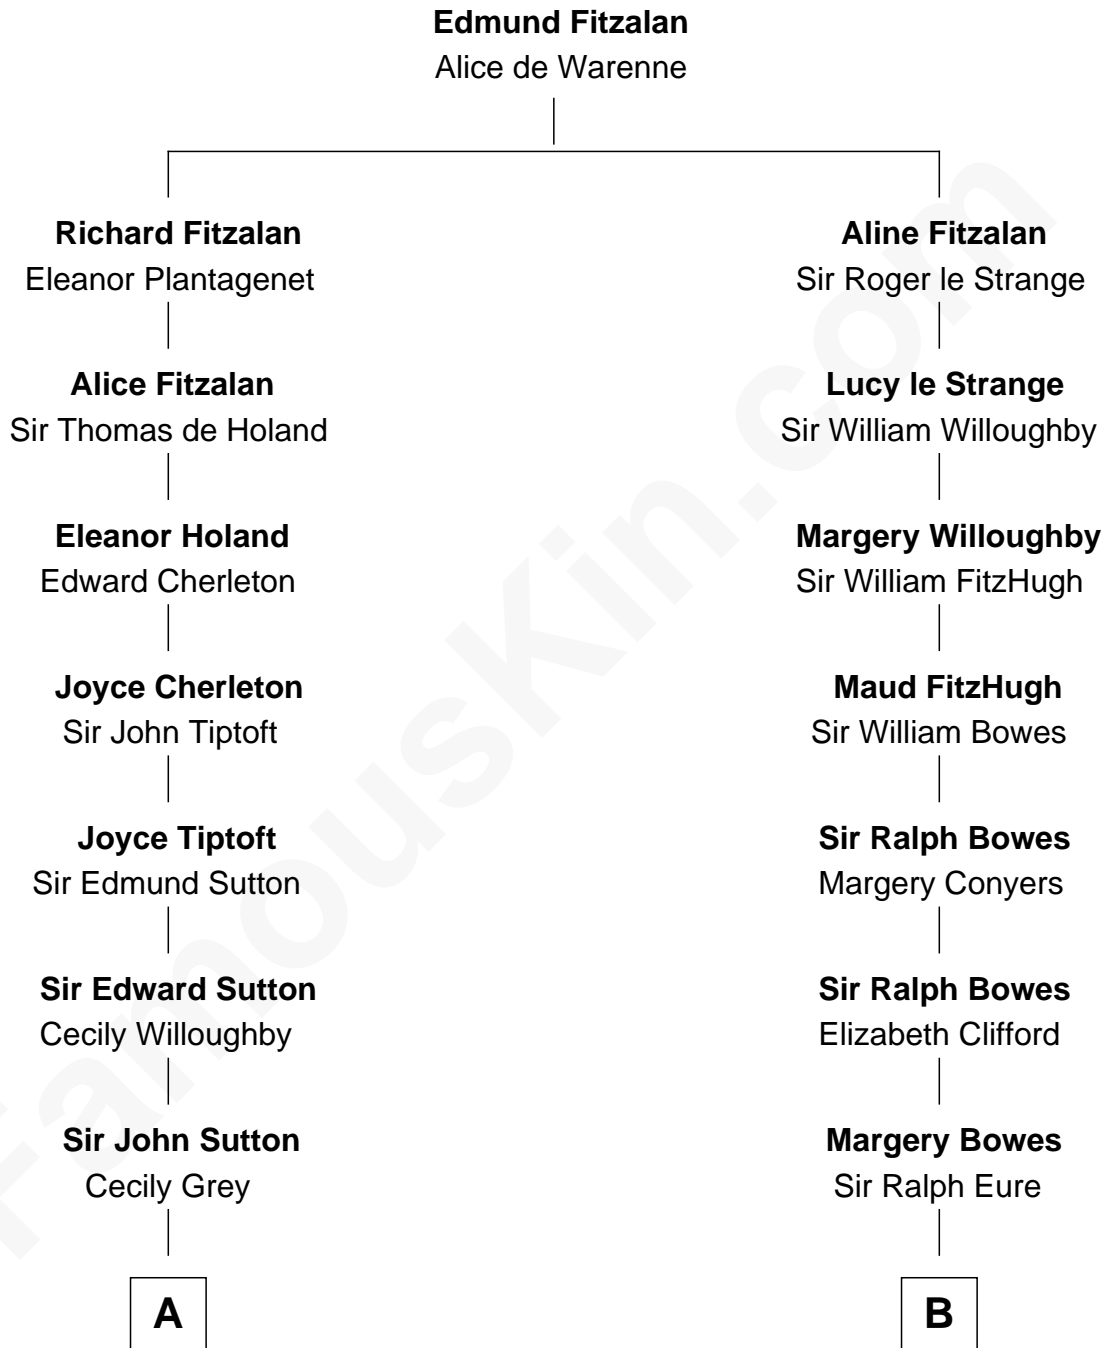 Edmund Fitzalan
Alice de Warenne
Richard Fitzalan
Eleanor Plantagenet
Aline Fitzalan
Sir Roger le Strange
Alice Fitzalan
Sir Thomas de Holand
Lucy le Strange
Sir William Willoughby
Eleanor Holand
Edward Cherleton
Margery Willoughby
Sir William FitzHugh
Joyce Cherleton
Sir John Tiptoft
Maud FitzHugh
Sir William Bowes
Joyce Tiptoft
Sir Edmund Sutton
Sir Ralph Bowes
Margery Conyers
Sir Edward Sutton
Cecily Willoughby
Sir Ralph Bowes
Elizabeth Clifford
Sir John Sutton
Cecily Grey
Margery Bowes
Sir Ralph Eure
A
B
FamousKin.com